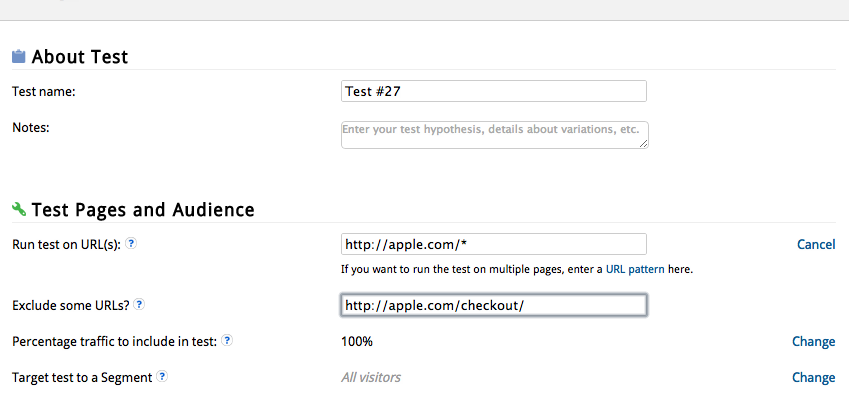 About Test
Test name: Test #27
Notes: Enter your test hypothesis, details about variations, etc.
Test Pages and Audience
Run test on URL(s): ? http://apple.com/* Cancel
If you want to run the test on multiple pages, enter a URL pattern here.
Exclude some URLs? ? http://apple.com/checkout/
Percentage traffic to include in test: ? 100% Change
Target test to a Segment ? All visitors Change